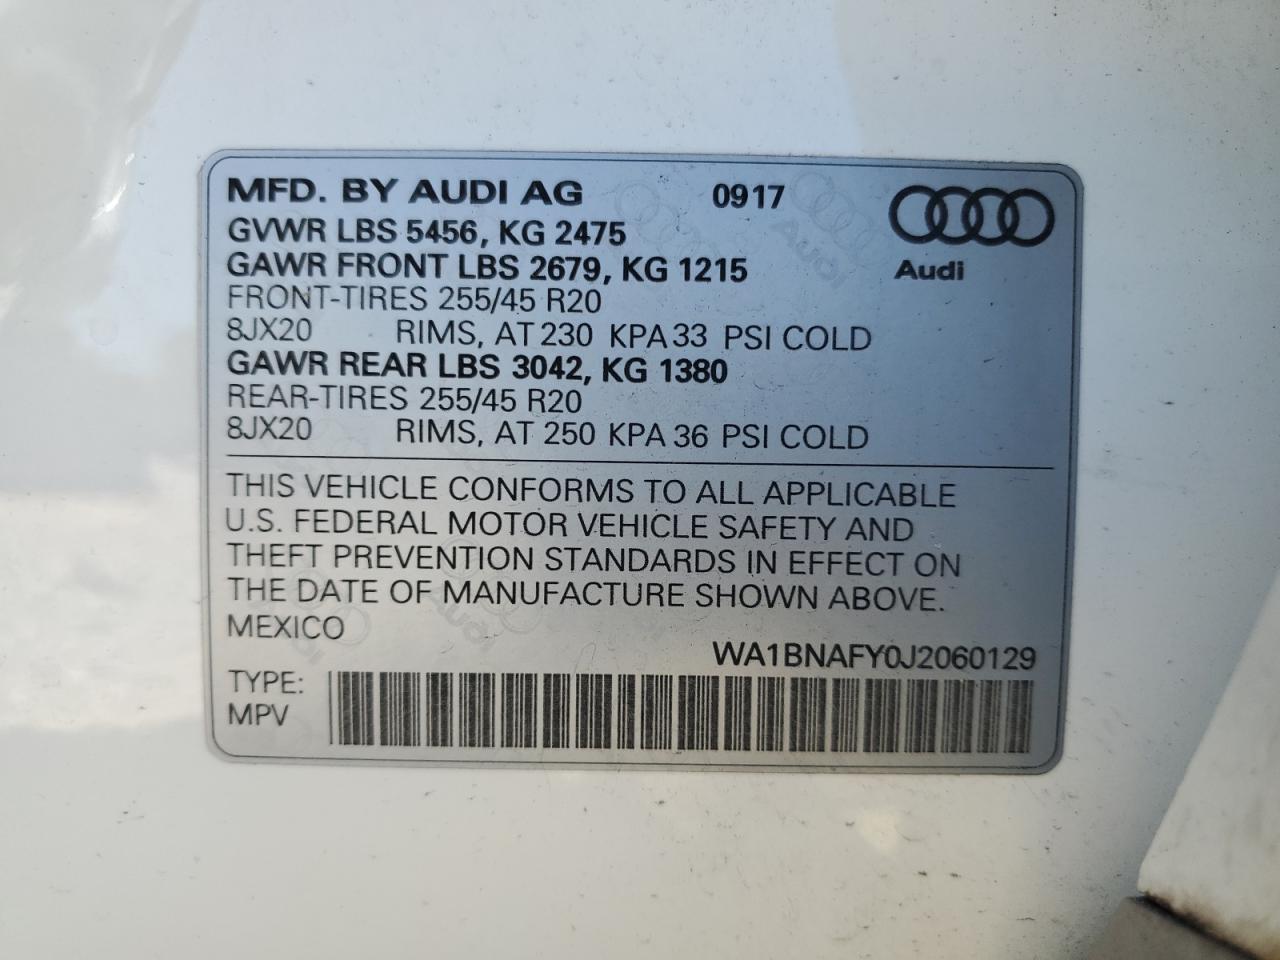 MFD. BY AUDI AG 0917
GVWR LBS 5456, KG 2475
GAWR FRONT LBS 2679, KG 1215
Audi
FRONT-TIRES 255/45 R20
8JX20 RIMS, AT 230 KPA 33 PSI COLD
GAWR REAR LBS 3042, KG 1380
REAR-TIRES 255/45 R20
8JX20 RIMS, AT 250 KPA 36 PSI COLD
THIS VEHICLE CONFORMS TO ALL APPLICABLE
U.S. FEDERAL MOTOR VEHICLE SAFETY AND
THEFT PREVENTION STANDARDS IN EFFECT ON
THE DATE OF MANUFACTURE SHOWN ABOVE.
MEXICO
WA1BNAFY0J2060129
TYPE:
MPV